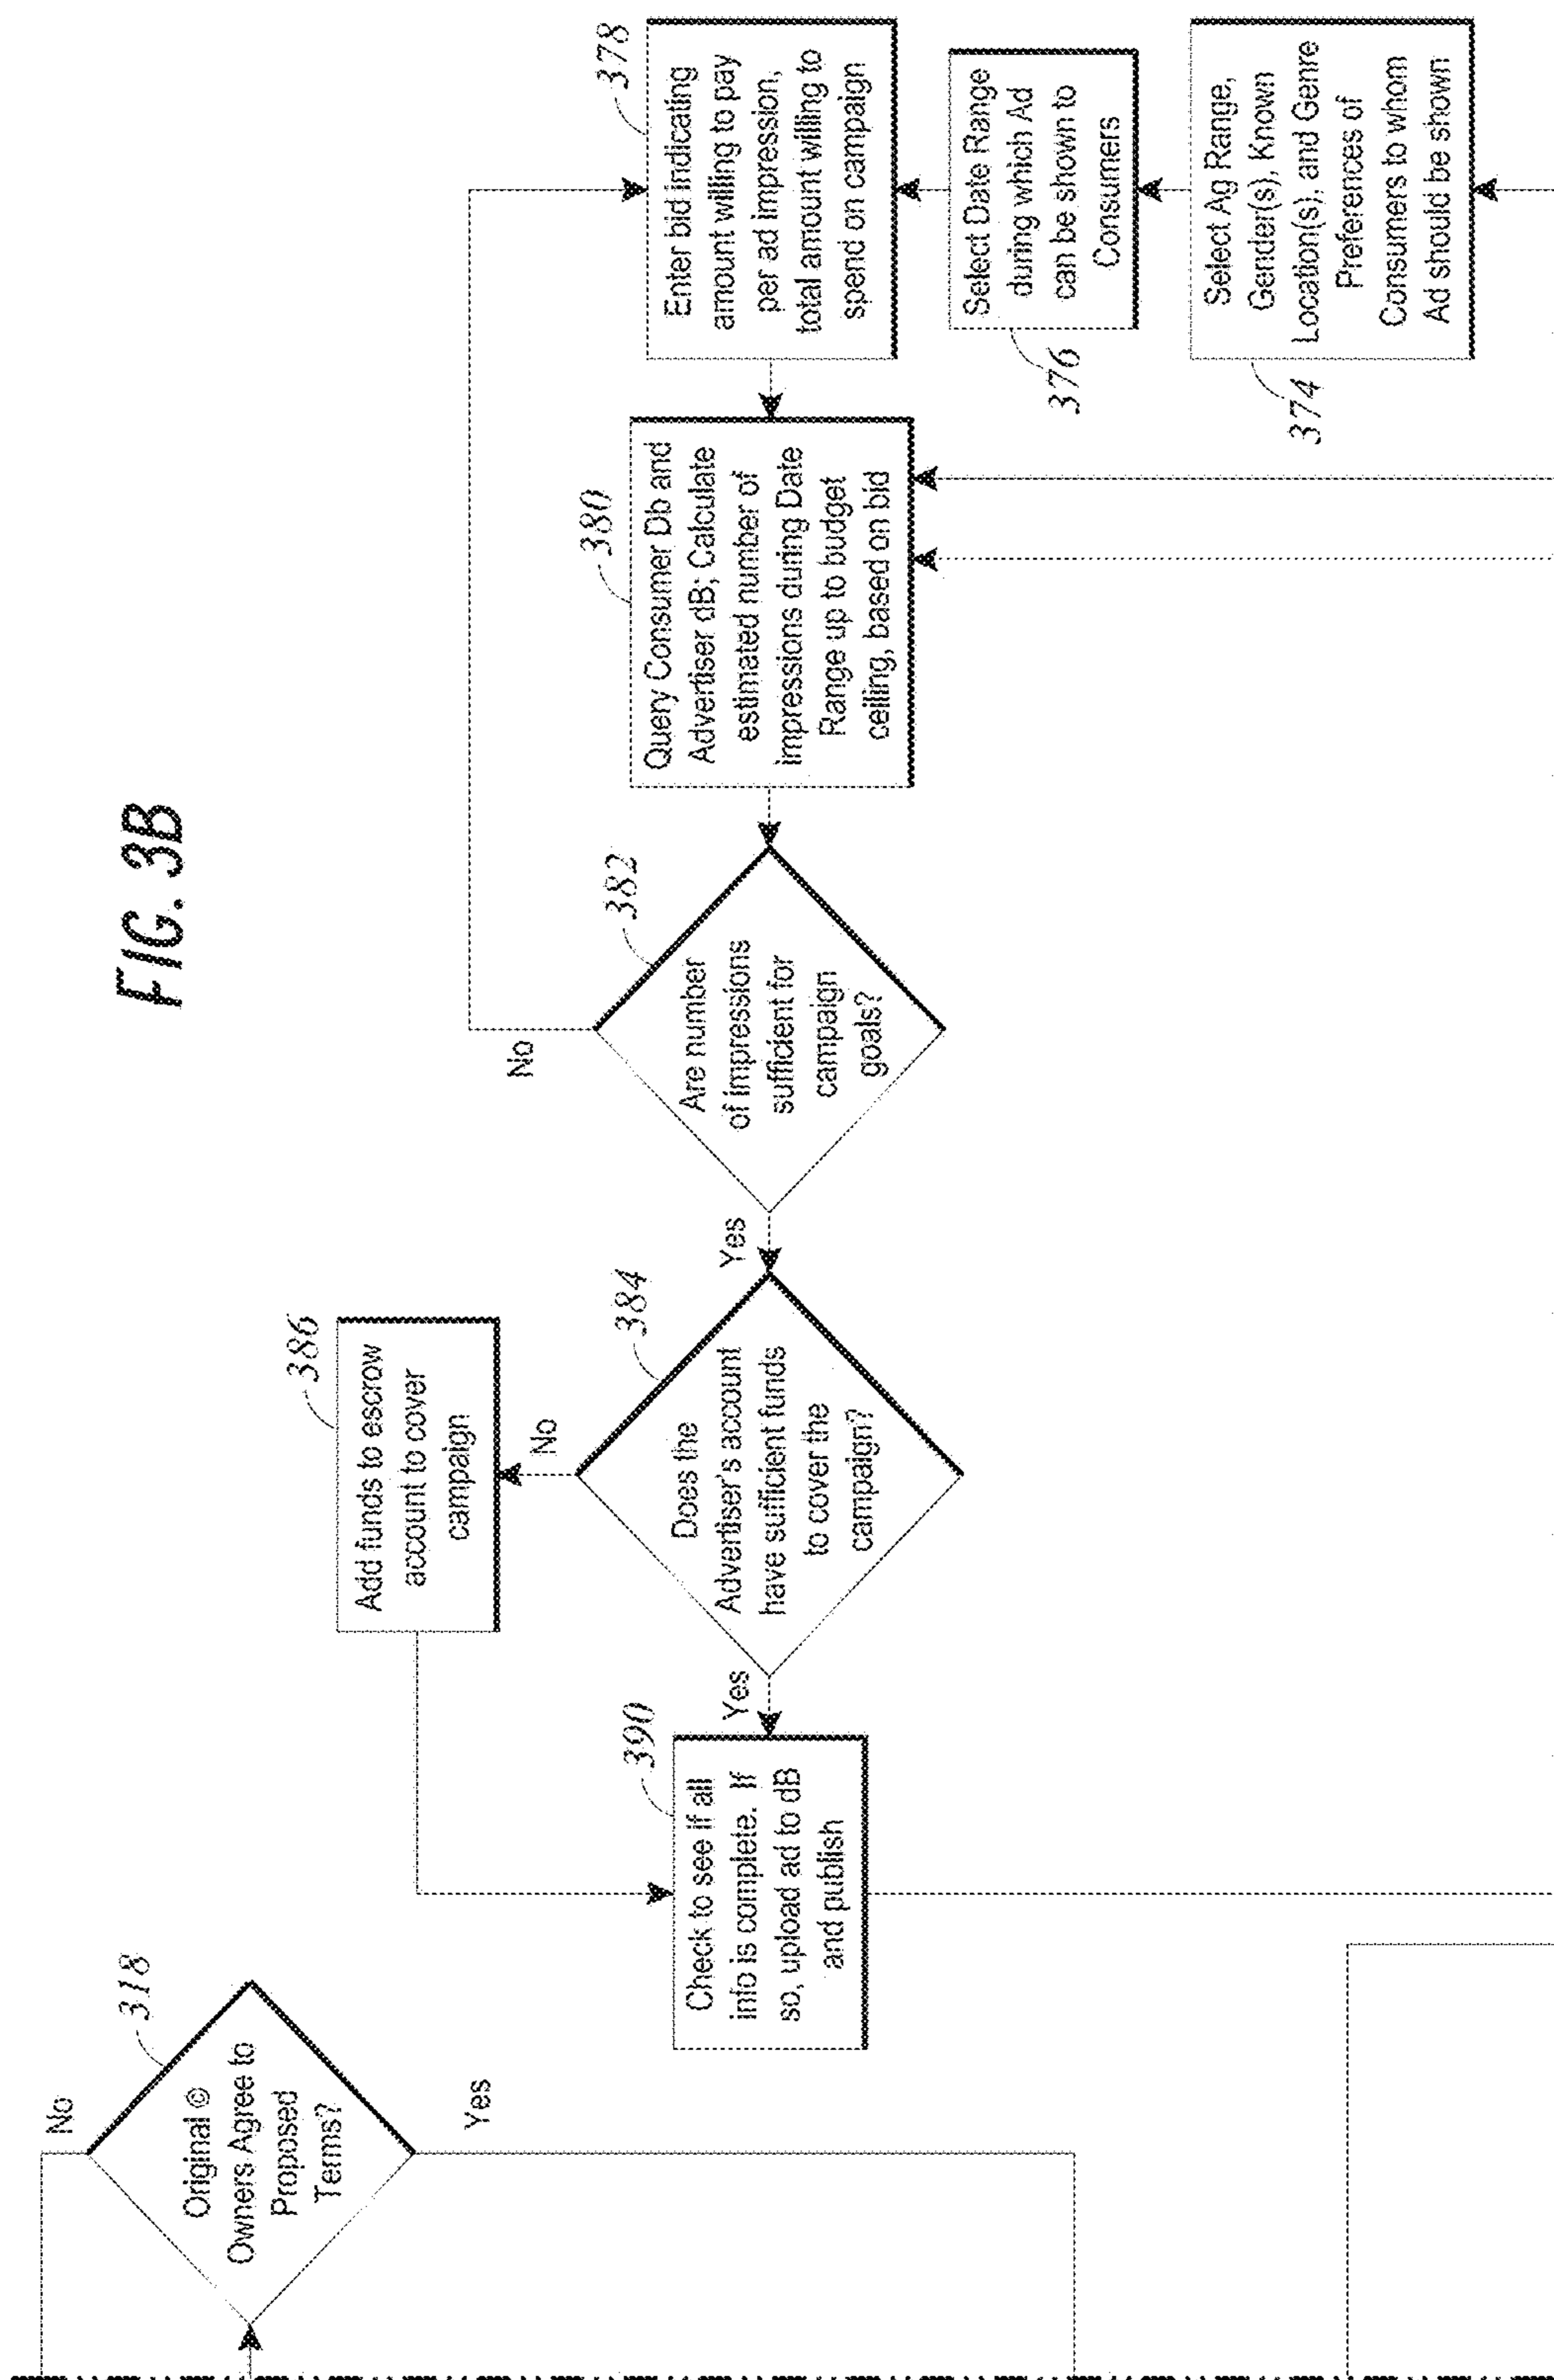 FIG. 3B
No
318
Original ©
Owners Agree to
Proposed
Terms?
Yes
386
Add funds to escrow
account to cover
campaign
No
390
Check to see if all
info is complete. If
so, upload ad to dB
and publish
Yes
384
Does the
Advertiser's account
have sufficient funds
to cover the
campaign?
Yes
382
Are number
of impressions
sufficient for
campaign
goals?
No
380
Query Consumer Db and
Advertiser dB; Calculate
estimated number of
impressions during Date
Range up to budget
ceiling, based on bid
378
Enter bid indicating
amount willing to pay
per ad impression,
total amount willing to
spend on campaign
376
Select Date Range
during which Ad
can be shown to
Consumers
374
Select Ag Range,
Gender(s), Known
Location(s), and Genre
Preferences of
Consumers to whom
Ad should be shown